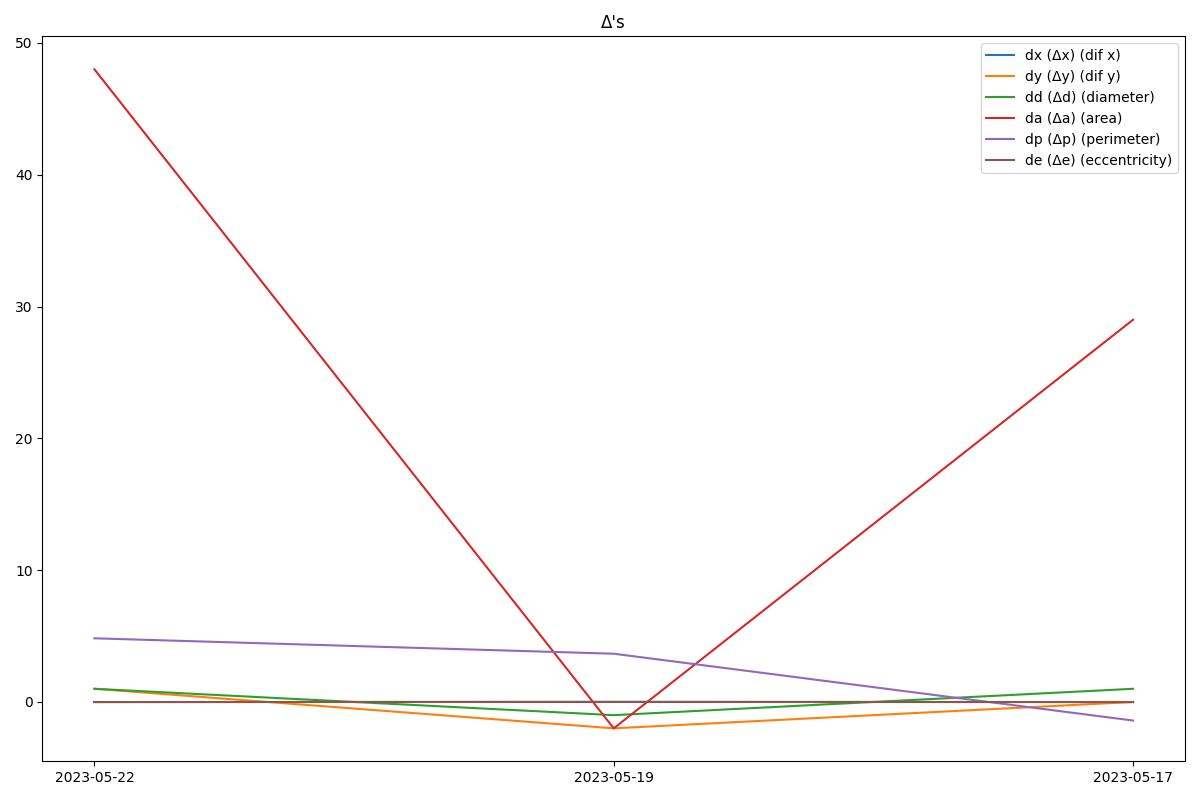 Δ's
50
40
30
20
10
0
2023-05-22
2023-05-19
2023-05-17
dx (Δx) (dif x)
dy (Δy) (dif y)
dd (Δd) (diameter)
da (Δa) (area)
dp (Δp) (perimeter)
de (Δe) (eccentricity)